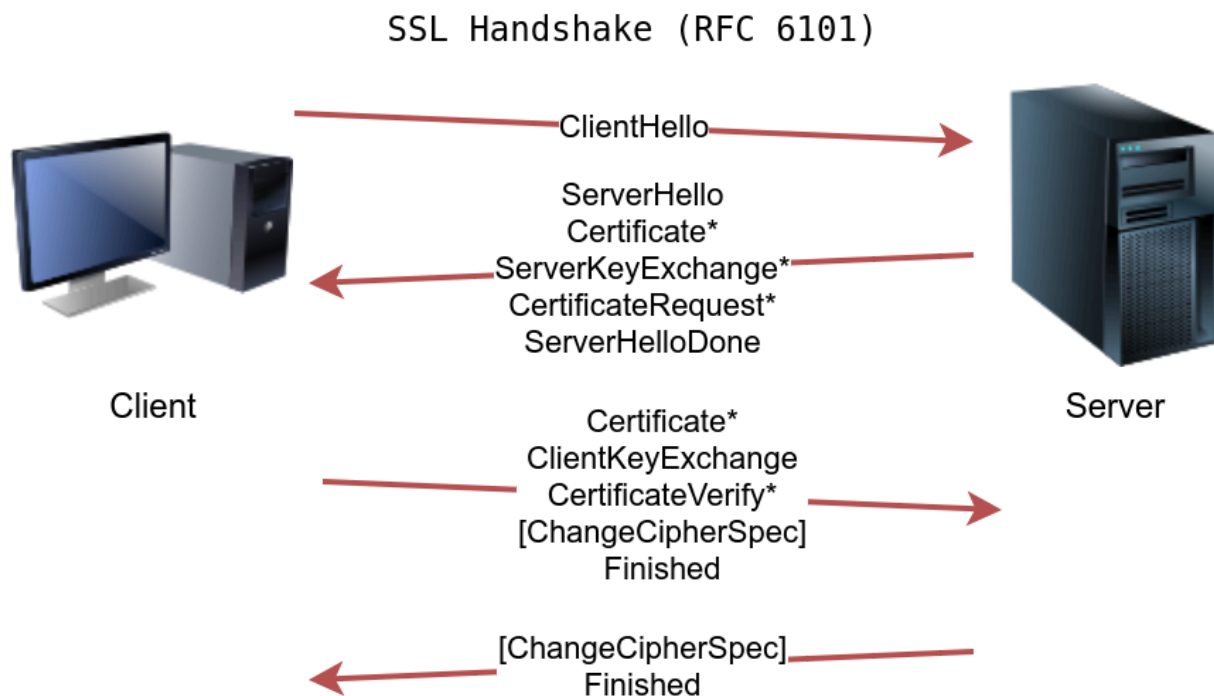 SSL Handshake (RFC 6101)
ClientHello
ServerHello
Certificate*
ServerKeyExchange*
CertificateRequest*
ServerHelloDone
Client
Server
Certificate*
ClientKeyExchange
CertificateVerify*
[ChangeCipherSpec]
Finished
[ChangeCipherSpec]
Finished